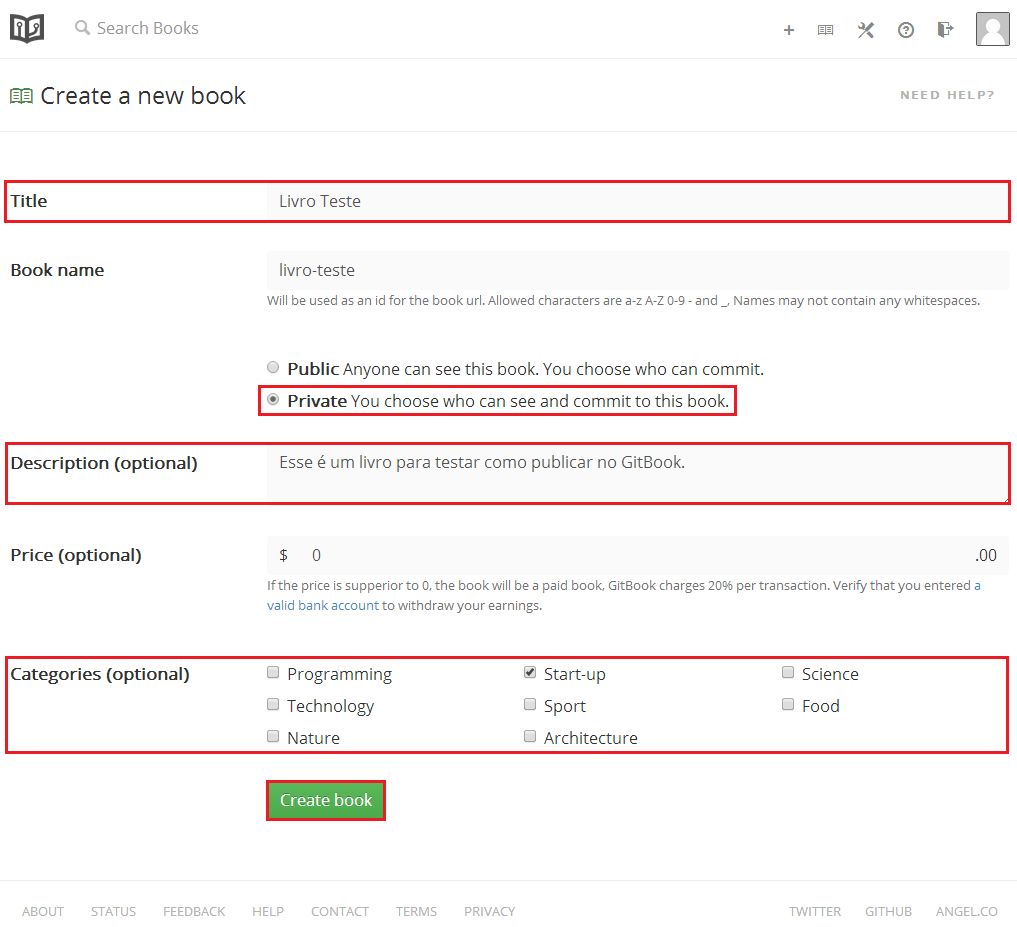 Search Books
Create a new book
NEED HELP?
Title Livro Teste
Book name livro-teste
Will be used as an id for the book url. Allowed characters are a-z A-Z 0-9 - and _, Names may not contain any whitespaces.
Public Anyone can see this book. You choose who can commit.
Private You choose who can see and commit to this book.
Description (optional) Esse é um livro para testar como publicar no GitBook.
Price (optional) $ 0 .00
If the price is supperior to 0, the book will be a paid book, GitBook charges 20% per transaction. Verify that you entered a
valid bank account to withdraw your earnings.
Categories (optional) Programming Start-up Science
Technology Sport Food
Nature Architecture
Create book
ABOUT STATUS FEEDBACK HELP CONTACT TERMS PRIVACY TWITTER GITHUB ANGEL.CO